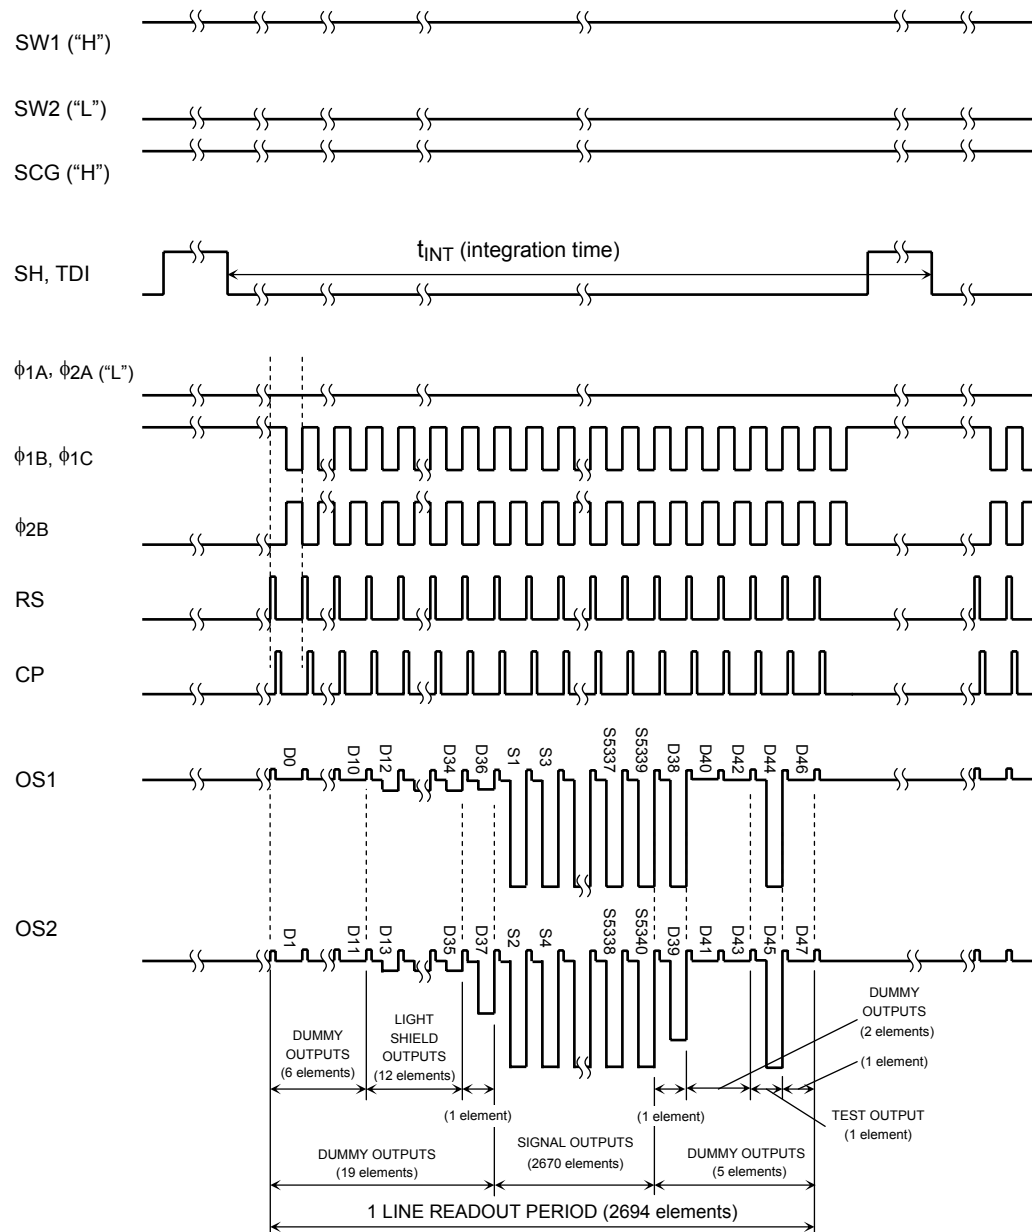 SW1 (“H”)
SW2 (“L”)
SCG (“H”)
SH, TDI
tINT (integration time)
ϕ1A, ϕ2A (“L”)
ϕ1B, ϕ1C
ϕ2B
RS
CP
OS1
D0 D10 D12 D34 D36 S1 S3 S5337 S5339 D38 D40 D42 D44 D46
OS2
D1 D11 D13 D35 D37 S2 S4 S5338 S5340 D39 D41 D43 D45 D47
DUMMY
OUTPUTS
(6 elements)
LIGHT
SHIELD
OUTPUTS
(12 elements)
(1 element)
(1 element)
DUMMY
OUTPUTS
(2 elements)
(1 element)
TEST OUTPUT
(1 element)
DUMMY OUTPUTS
(19 elements)
SIGNAL OUTPUTS
(2670 elements)
DUMMY OUTPUTS
(5 elements)
1 LINE READOUT PERIOD (2694 elements)